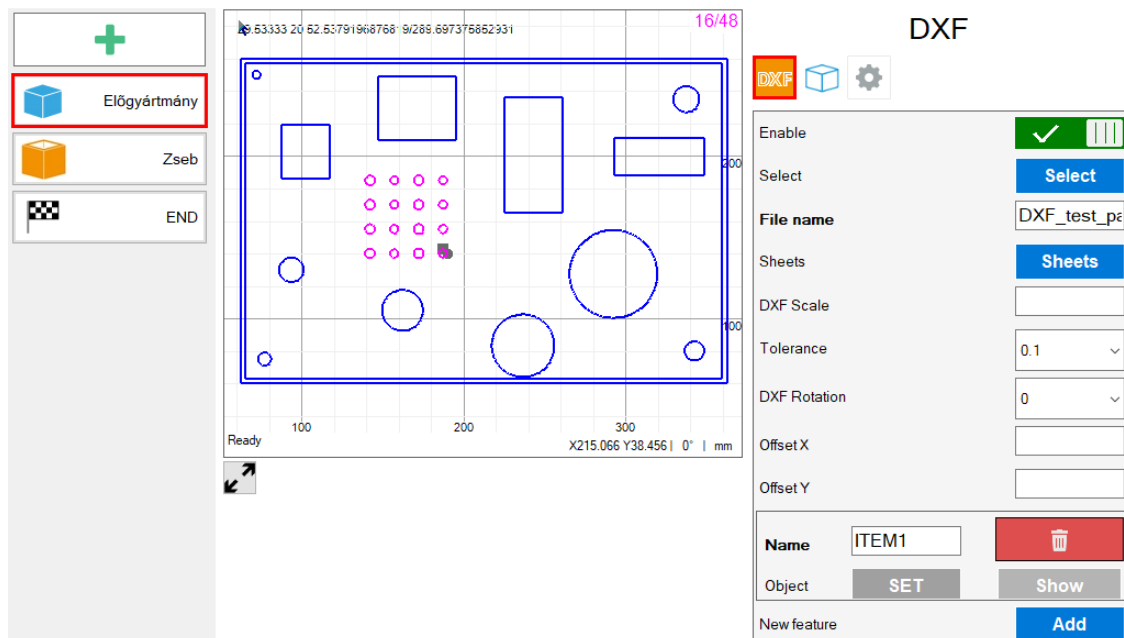 Előgyártmány
Zseb
END
16/48
200
100
100
200
300
Ready
X215.066 Y38.456 | 0° | mm
DXF
DXF
Enable
Select
Select
File name
DXF_test_pa
Sheets
Sheets
DXF Scale
Tolerance
0.1
DXF Rotation
0
Offset X
Offset Y
Name
ITEM1
Object
SET
Show
New feature
Add